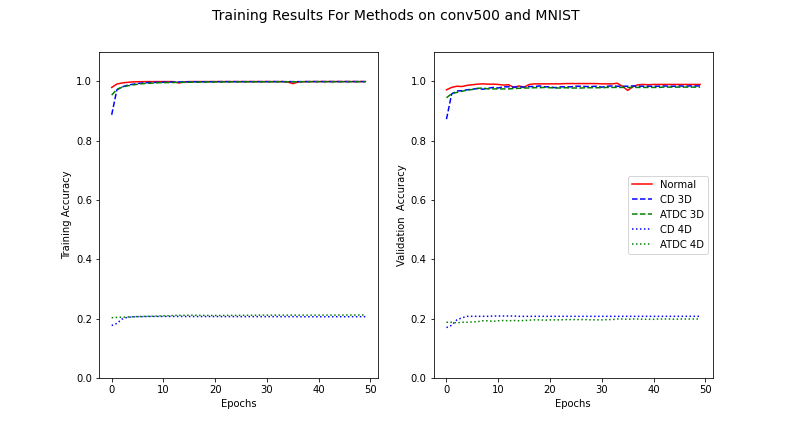 Training Results For Methods on conv500 and MNIST
Training Accuracy
1.0
0.8
0.6
0.4
0.2
0.0
0 10 20 30 40 50
Epochs
Validation  Accuracy
1.0
0.8
0.6
0.4
0.2
0.0
0 10 20 30 40 50
Epochs
Normal
CD 3D
ATDC 3D
CD 4D
ATDC 4D